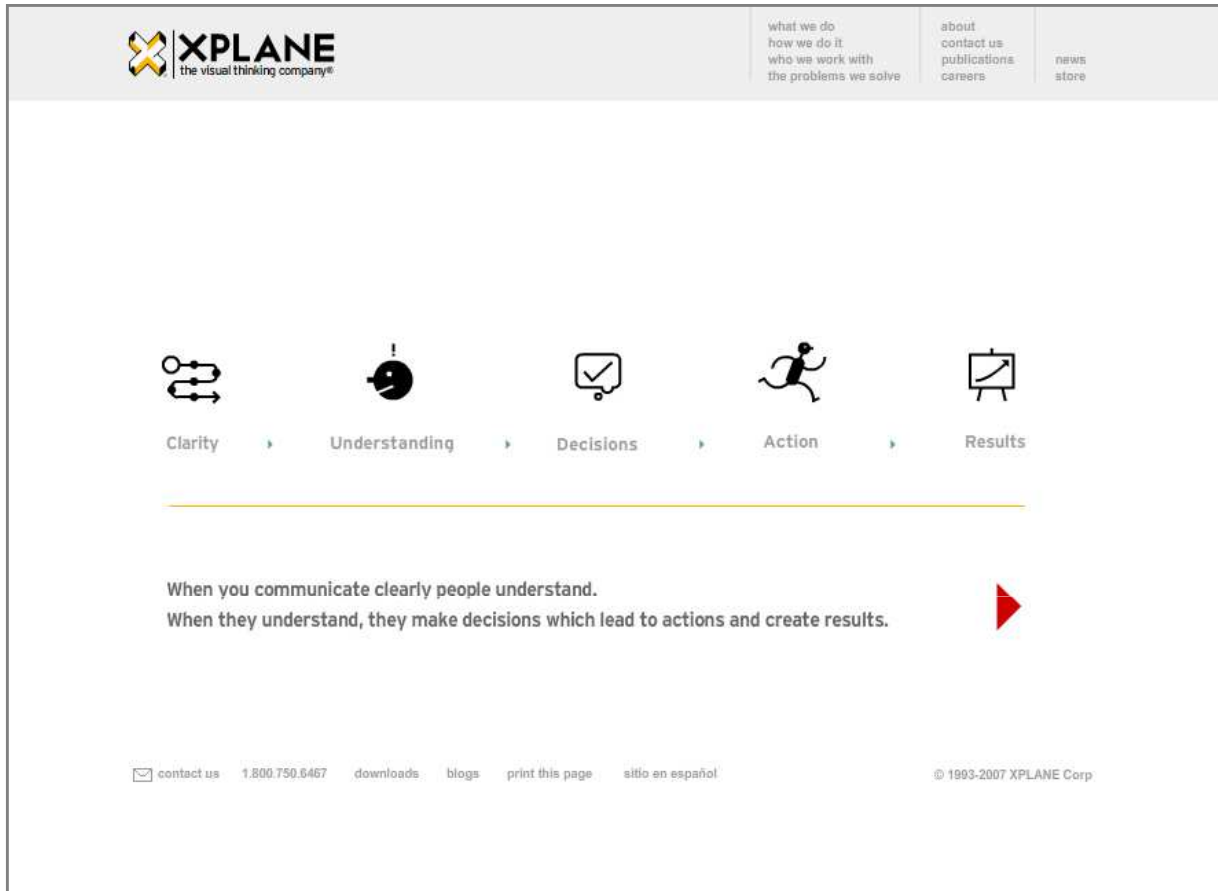 XPLANE
the visual thinking company®
what we do
how we do it
who we work with
the problems we solve
about
contact us
publications
careers
news
store
!
Clarity
Understanding
Decisions
Action
Results
When you communicate clearly people understand.
When they understand, they make decisions which lead to actions and create results.
contact us 1.800.750.6467 downloads blogs print this page sitio en español © 1993-2007 XPLANE Corp